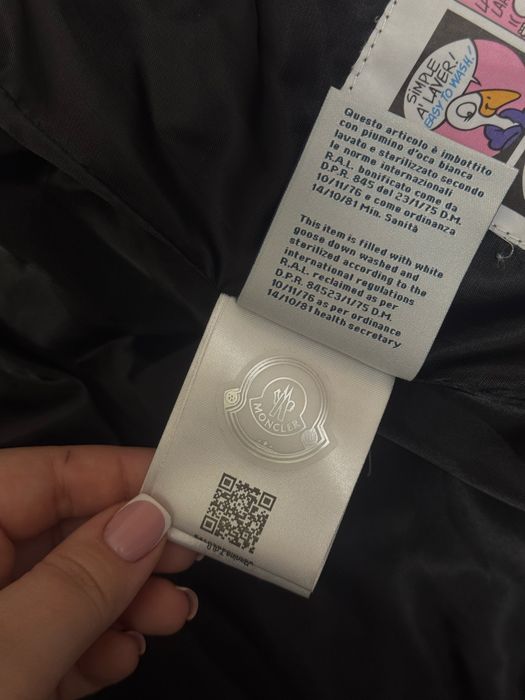 SIMPLE
A LAVER!
EASY TO WASH!
Questo articolo è imbottito
con piumino d'oca bianca
lavato e sterilizzato secondo
le norme internazionali
R.A.L. bonificato come da
D.P.R. 845 del 23/1/75 D.M.
10/11/76 e come ordinanza
14/10/81 Min. Sanità
This item is filled with white
goose down washed and
sterilized according to the
international regulations
R.A.L. reclaimed as per
D.P.R. 84523/1/75 D.M.
10/11/76 as per ordinance
14/10/81 health secretary
MONCLER